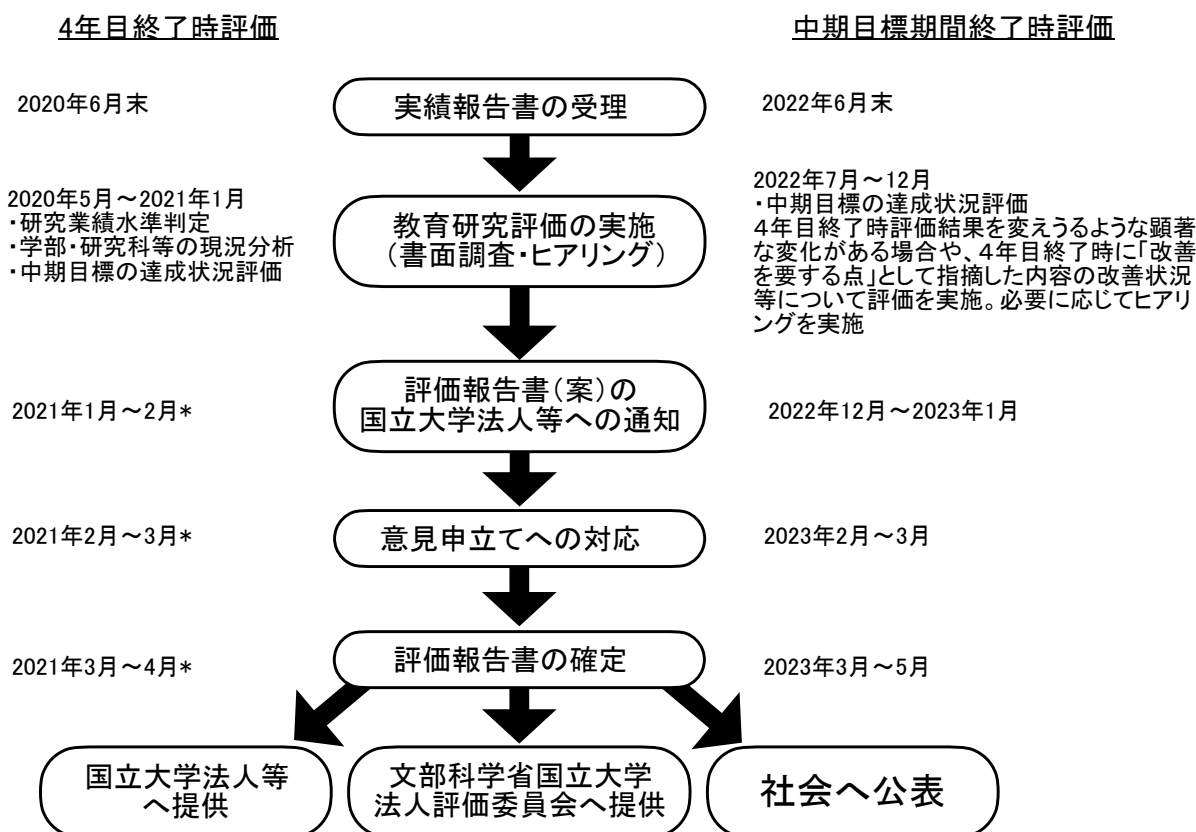 4年目終了時評価
中期目標期間終了時評価
2020年6月末
実績報告書の受理
2022年6月末
2020年5月～2021年1月
・研究業績水準判定
・学部・研究科等の現況分析
・中期目標の達成状況評価
教育研究評価の実施
（書面調査・ヒアリング）
2022年7月～12月
・中期目標の達成状況評価
４年目終了時評価結果を変えうるような顕著
な変化がある場合や、４年目終了時に「改善
を要する点」として指摘した内容の改善状況
等について評価を実施。必要に応じてヒアリ
ングを実施
2021年1月～2月*
評価報告書（案）の
国立大学法人等への通知
2022年12月～2023年1月
2021年2月～3月*
意見申立てへの対応
2023年2月～3月
2021年3月～4月*
評価報告書の確定
2023年3月～5月
国立大学法人等
へ提供
文部科学省国立大学
法人評価委員会へ提供
社会へ公表